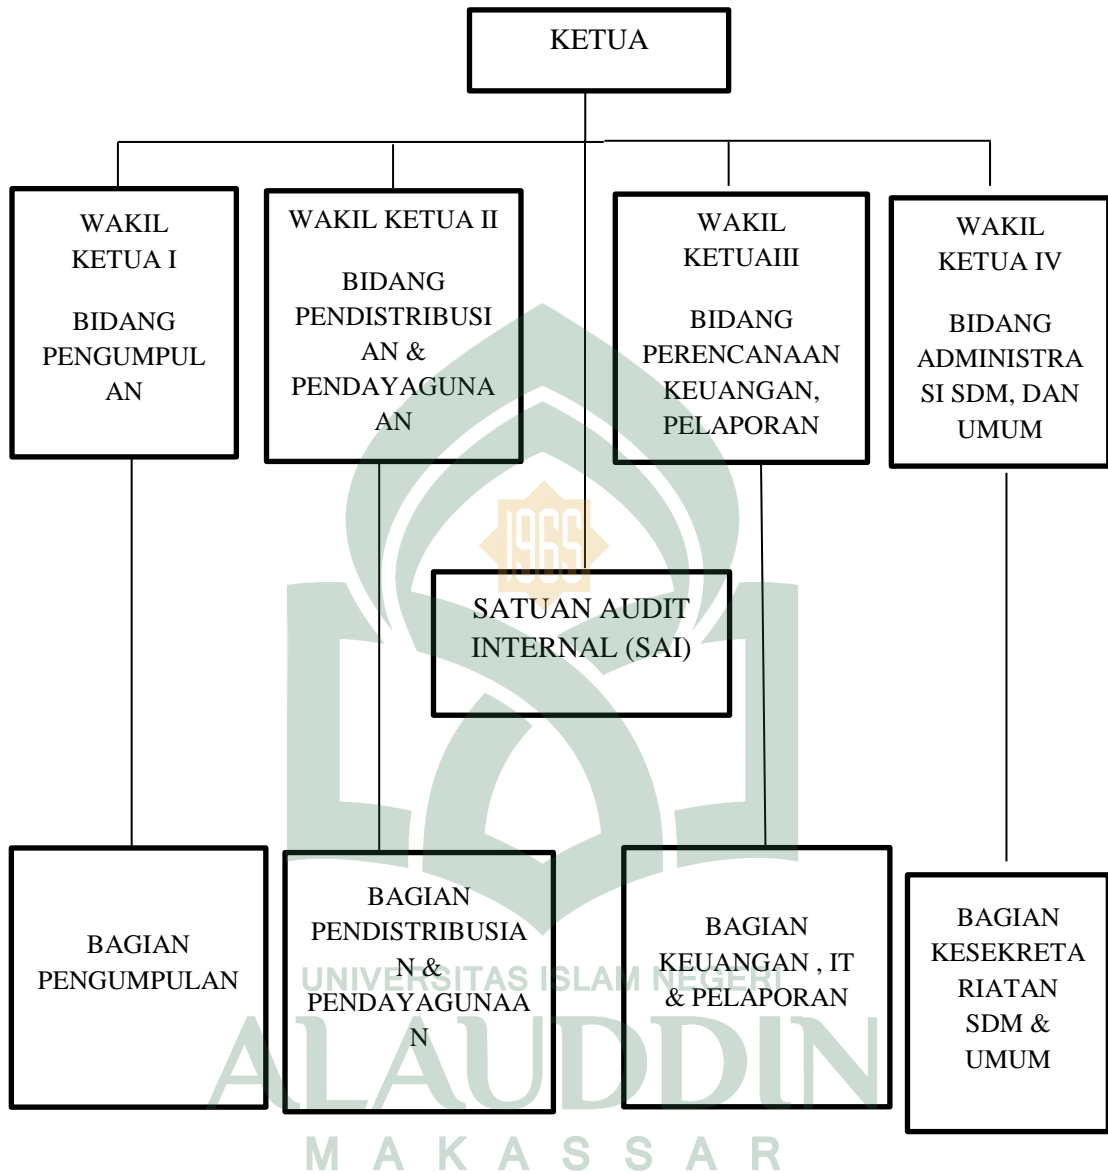 KETUA
WAKIL
KETUA I
BIDANG
PENGUMPUL
AN
WAKIL KETUA II
BIDANG
PENDISTRIBUSI
AN &
PENDAYAGUNA
AN
WAKIL
KETUAIII
BIDANG
PERENCANAAN
KEUANGAN,
PELAPORAN
WAKIL
KETUA IV
BIDANG
ADMINISTRA
SI SDM, DAN
UMUM
1965
SATUAN AUDIT
INTERNAL (SAI)
BAGIAN
PENGUMPULAN
BAGIAN
PENDISTRIBUSIA
N &
PENDAYAGUNAA
N
BAGIAN
KEUANGAN , IT
& PELAPORAN
BAGIAN
KESEKRETA
RIATAN
SDM &
UMUM
UNIVERSITAS ISLAM NEGERI
ALAUDDIN
MAKASSAR